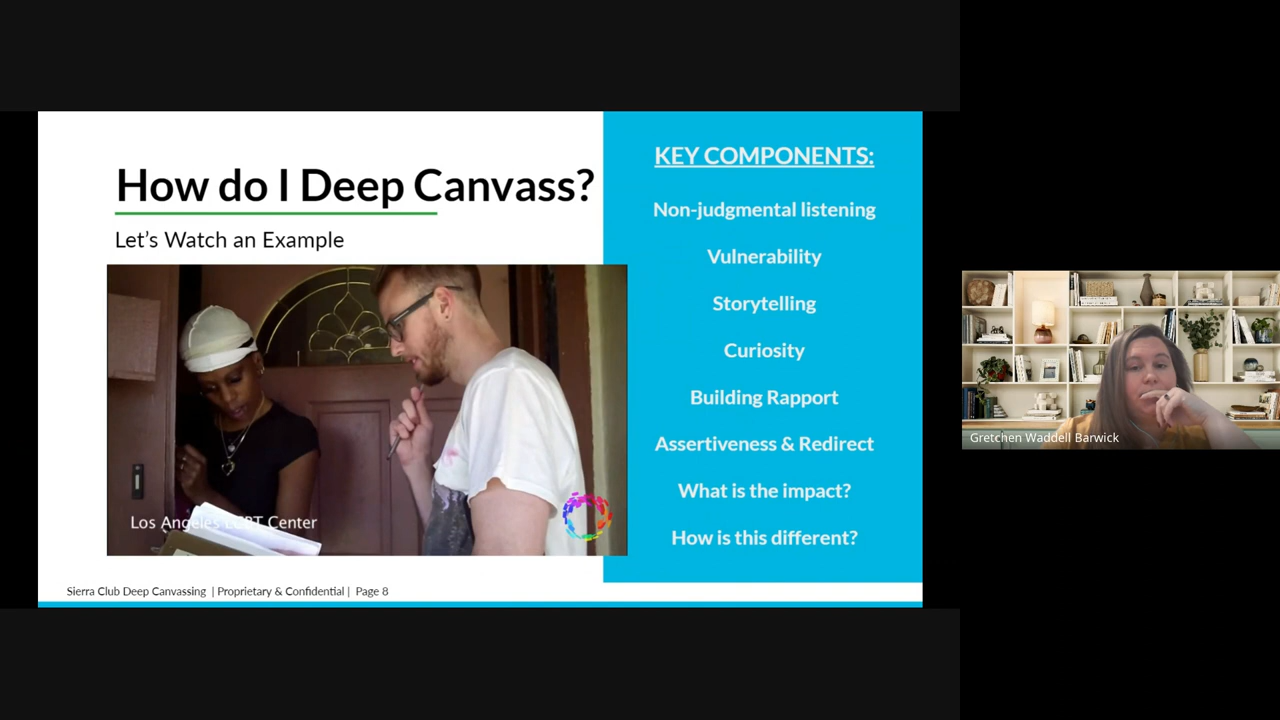 How do I Deep Canvass?
Let's Watch an Example
Los Angeles LGBT Center
Sierra Club Deep Canvassing | Proprietary & Confidential | Page 8
KEY COMPONENTS:
Non-judgmental listening
Vulnerability
Storytelling
Curiosity
Building Rapport
Assertiveness & Redirect
What is the impact?
How is this different?
Gretchen Waddell Barwick